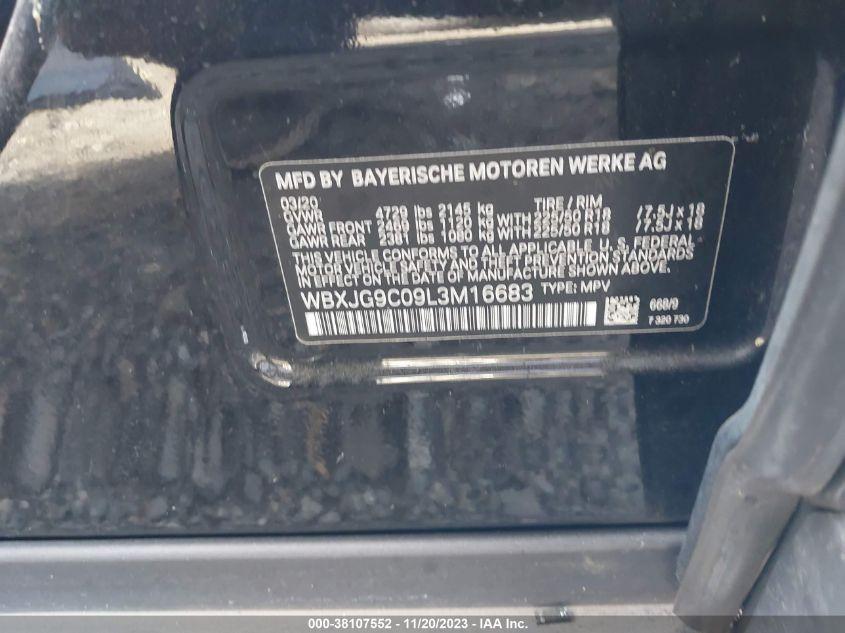 MFD BY BAYERISCHE MOTOREN WERKE AG
03/20 TIRE / RIM
GVWR 4729 lbs 2145 kg
GAWR FRONT 2469 lbs 1120 KG WITH 225/50 R18 /7.5J x 18
GAWR REAR 2381 lbs 1080 KG WITH 225/50 R18 /7.5J x 18
THIS VEHICLE CONFORMS TO ALL APPLICABLE U. S. FEDERAL
MOTOR VEHICLE SAFETY AND THEFT PREVENTION STANDARDS
IN EFFECT ON THE DATE OF MANUFACTURE SHOWN ABOVE.
WBXJG9C09L3M16683 TYPE: MPV
668/9
7 320 730
000-38107552 - 11/20/2023 - IAA Inc.